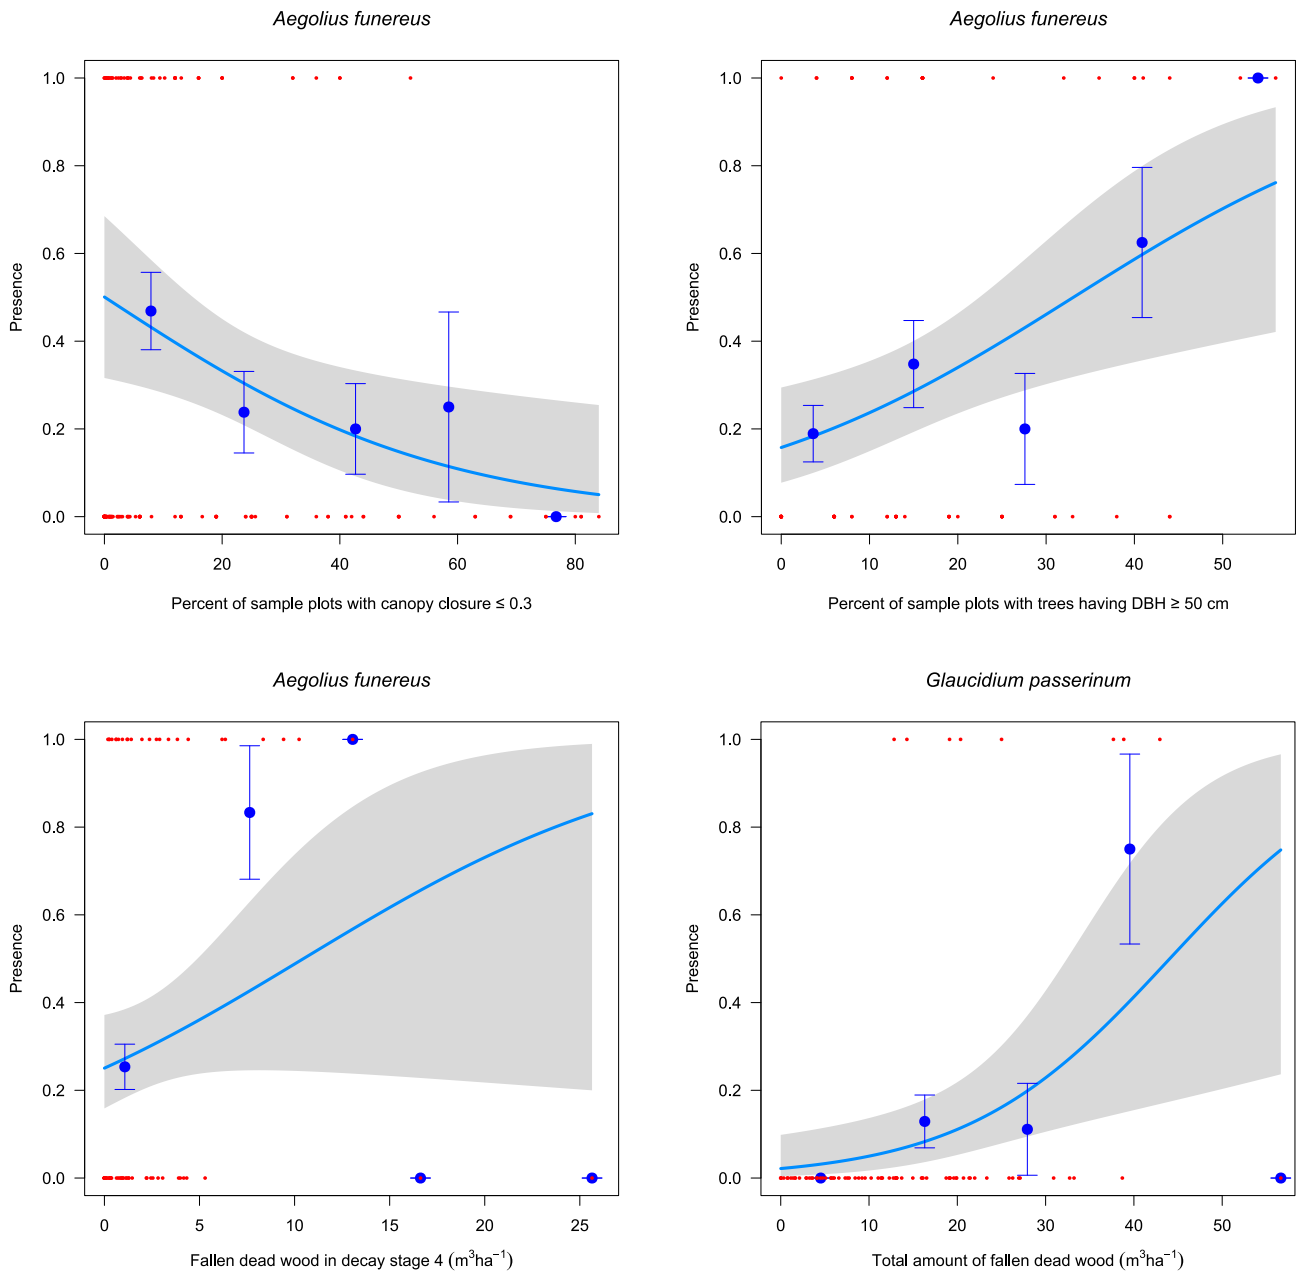 Aegolius funereus
1.0
0.8
0.6
0.4
0.2
0.0
Presence
0 20 40 60 80
Percent of sample plots with canopy closure ≤ 0.3
Aegolius funereus
1.0
0.8
0.6
0.4
0.2
0.0
Presence
0 10 20 30 40 50
Percent of sample plots with trees having DBH ≥ 50 cm
Aegolius funereus
1.0
0.8
0.6
0.4
0.2
0.0
Presence
0 5 10 15 20 25
Fallen dead wood in decay stage 4 (m³ha⁻¹)
Glaucidium passerinum
1.0
0.8
0.6
0.4
0.2
0.0
Presence
0 10 20 30 40 50
Total amount of fallen dead wood (m³ha⁻¹)